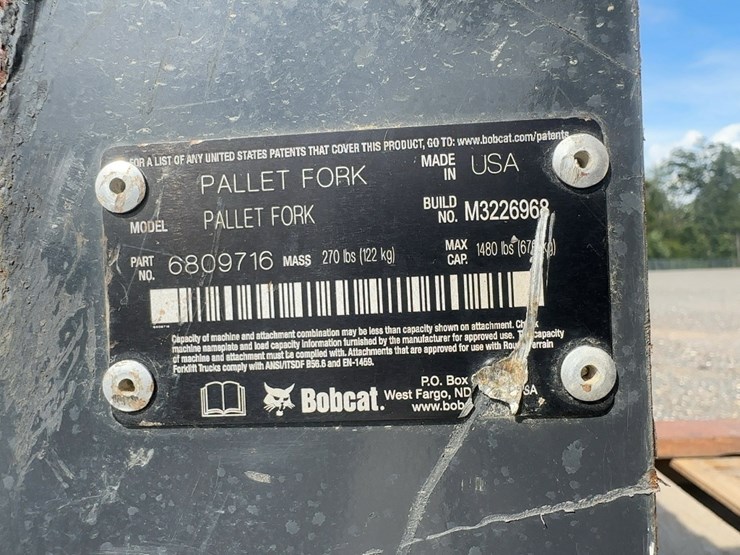 FOR A LIST OF ANY UNITED STATES PATENTS THAT COVER THIS PRODUCT, GO TO: www.bobcat.com/patents
PALLET FORK MADE IN USA
MODEL PALLET FORK BUILD NO. M3226968
PART NO. 6809716 MASS 270 lbs (122 kg) MAX CAP. 1480 lbs
Capacity of machine and attachment combination may be less than capacity shown on attachment.
machine nameplate and load capacity information furnished by the manufacturer for approved use. capacity
of machine and attachment must be complied with. Attachments that are approved for use with Terrain
Forklift Trucks comply with ANSI/ITSDF B56.6 and EN-1459.
Bobcat. P.O. Box
West Fargo, ND